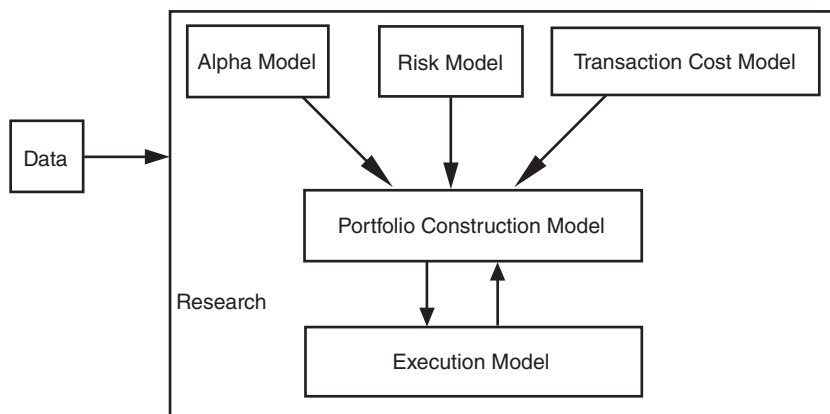 Alpha Model
Risk Model
Transaction Cost Model
Data
Portfolio Construction Model
Research
Execution Model